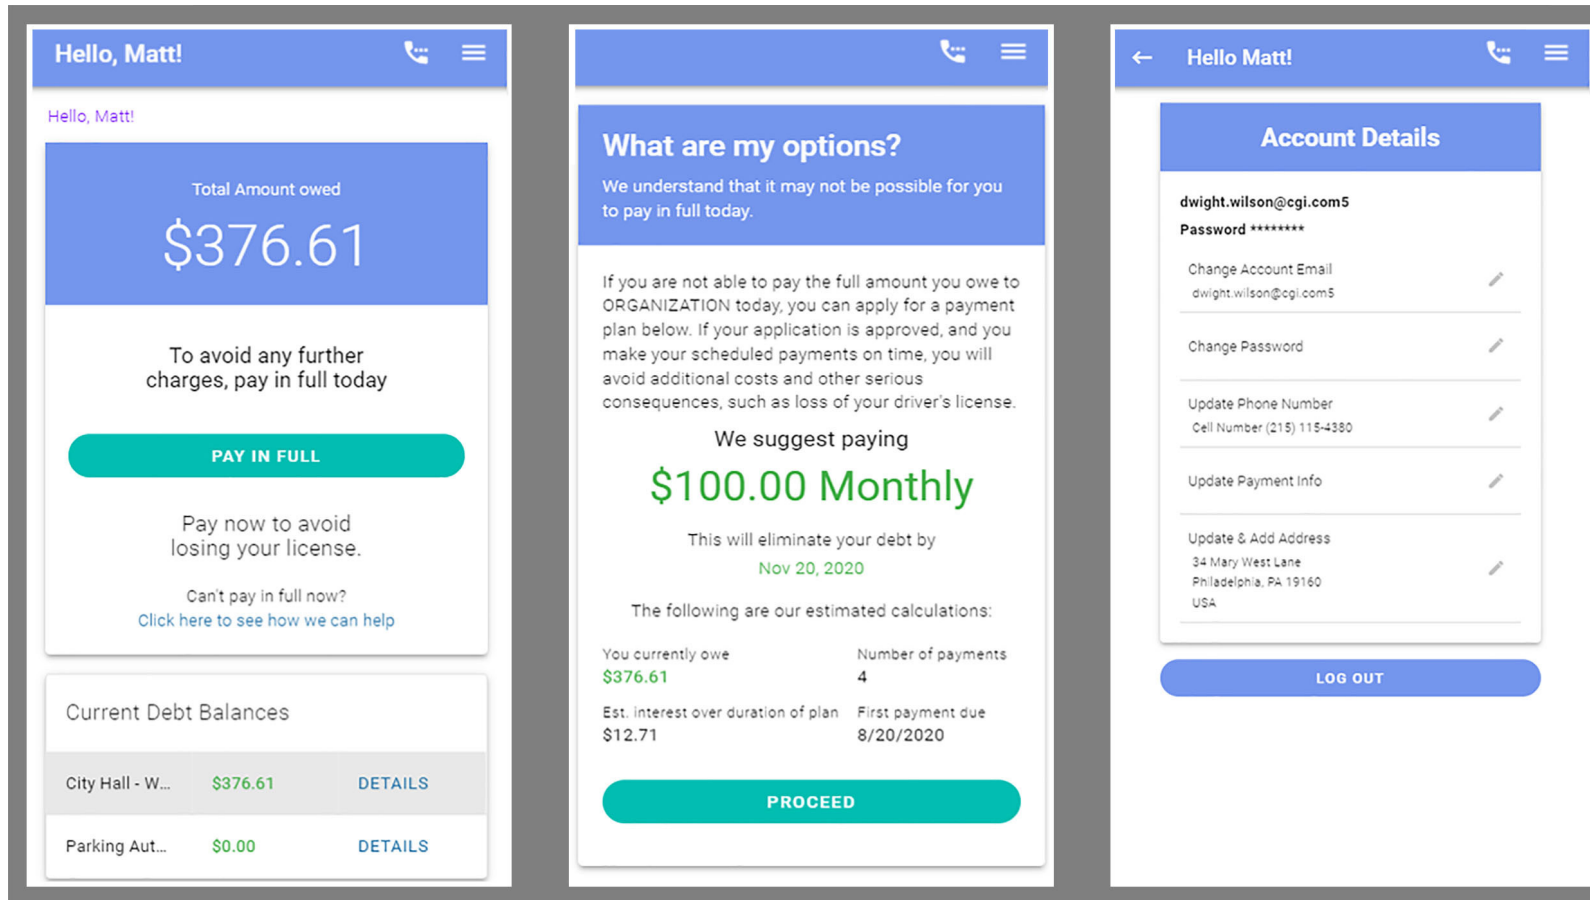 Hello, Matt!
Hello, Matt!
Total Amount owed
$376.61
To avoid any further
charges, pay in full today
PAY IN FULL
Pay now to avoid
losing your license.
Can't pay in full now?
Click here to see how we can help
Current Debt Balances
City Hall - W... $376.61 DETAILS
Parking Aut... $0.00 DETAILS
What are my options?
We understand that it may not be possible for you
to pay in full today.
If you are not able to pay the full amount you owe to
ORGANIZATION today, you can apply for a payment
plan below. If your application is approved, and you
make your scheduled payments on time, you will
avoid additional costs and other serious
consequences, such as loss of your driver's license.
We suggest paying
$100.00 Monthly
This will eliminate your debt by
Nov 20, 2020
The following are our estimated calculations:
You currently owe Number of payments
$376.61 4
Est. interest over duration of plan First payment due
$12.71 8/20/2020
PROCEED
Hello Matt!
Account Details
dwight.wilson@cgi.com5
Password ********
Change Account Email
dwight.wilson@cgi.com5
Change Password
Update Phone Number
Cell Number (215) 115-4380
Update Payment Info
Update & Add Address
34 Mary West Lane
Philadelphia, PA 19160
USA
LOG OUT